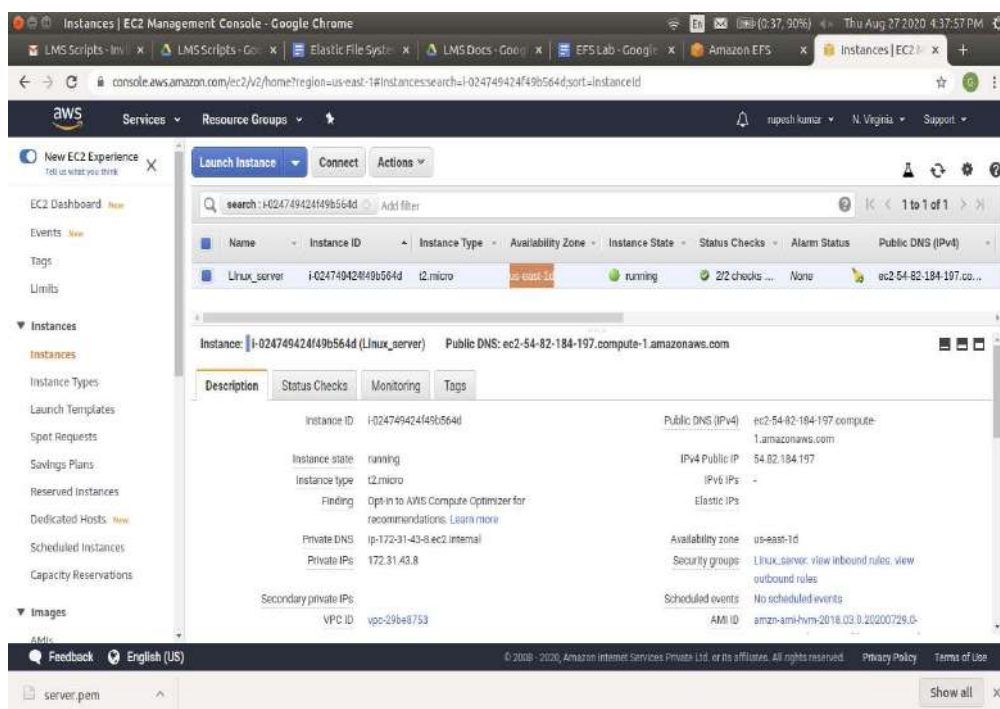 Instances | EC2 Management Console - Google Chrome En (0:37, 90%) Thu Aug 27 2020 4:37:57 PM
LMS Scripts - Inv x LMS Scripts - Go x Elastic File Syste x LMS Docs - Goog x EFS Lab - Google x Amazon EFS x Instances | EC2 M x +
console.aws.amazon.com/ec2/v2/home?region=us-east-1#Instances:search=i-024749424f49b564d;sort=instanceId
aws Services Resource Groups rupesh kumar N. Virginia Support
New EC2 Experience
Tell us what you think
Launch Instance Connect Actions
EC2 Dashboard New
Events New
Tags
Limits
Instances
Instances
Instance Types
Launch Templates
Spot Requests
Savings Plans
Reserved Instances
Dedicated Hosts New
Scheduled Instances
Capacity Reservations
Images
AMIs
search : i-024749424f49b564d Add filter 1 to 1 of 1
Name Instance ID Instance Type Availability Zone Instance State Status Checks Alarm Status Public DNS (IPv4)
Linux_server i-024749424f49b564d t2.micro us-east-1d running 2/2 checks ... None ec2-54-82-184-197.co...
Instance: i-024749424f49b564d (Linux_server) Public DNS: ec2-54-82-184-197.compute-1.amazonaws.com
Description Status Checks Monitoring Tags
Instance ID i-024749424f49b564d
Instance state running
Instance type t2.micro
Finding Opt-in to AWS Compute Optimizer for
recommendations. Learn more
Private DNS ip-172-31-43-8.ec2.internal
Private IPs 172.31.43.8
Secondary private IPs
VPC ID vpc-29be8753
Public DNS (IPv4) ec2-54-82-184-197.compute-
1.amazonaws.com
IPv4 Public IP 54.82.184.197
IPv6 IPs -
Elastic IPs
Availability zone us-east-1d
Security groups Linux_server. view inbound rules. view
outbound rules
Scheduled events No scheduled events
AMI ID amzn-ami-hvm-2018.03.0.20200729.0-
Feedback English (US) © 2008 - 2020, Amazon Internet Services Private Ltd. or its affiliates. All rights reserved. Privacy Policy Terms of Use
server.pem Show all X